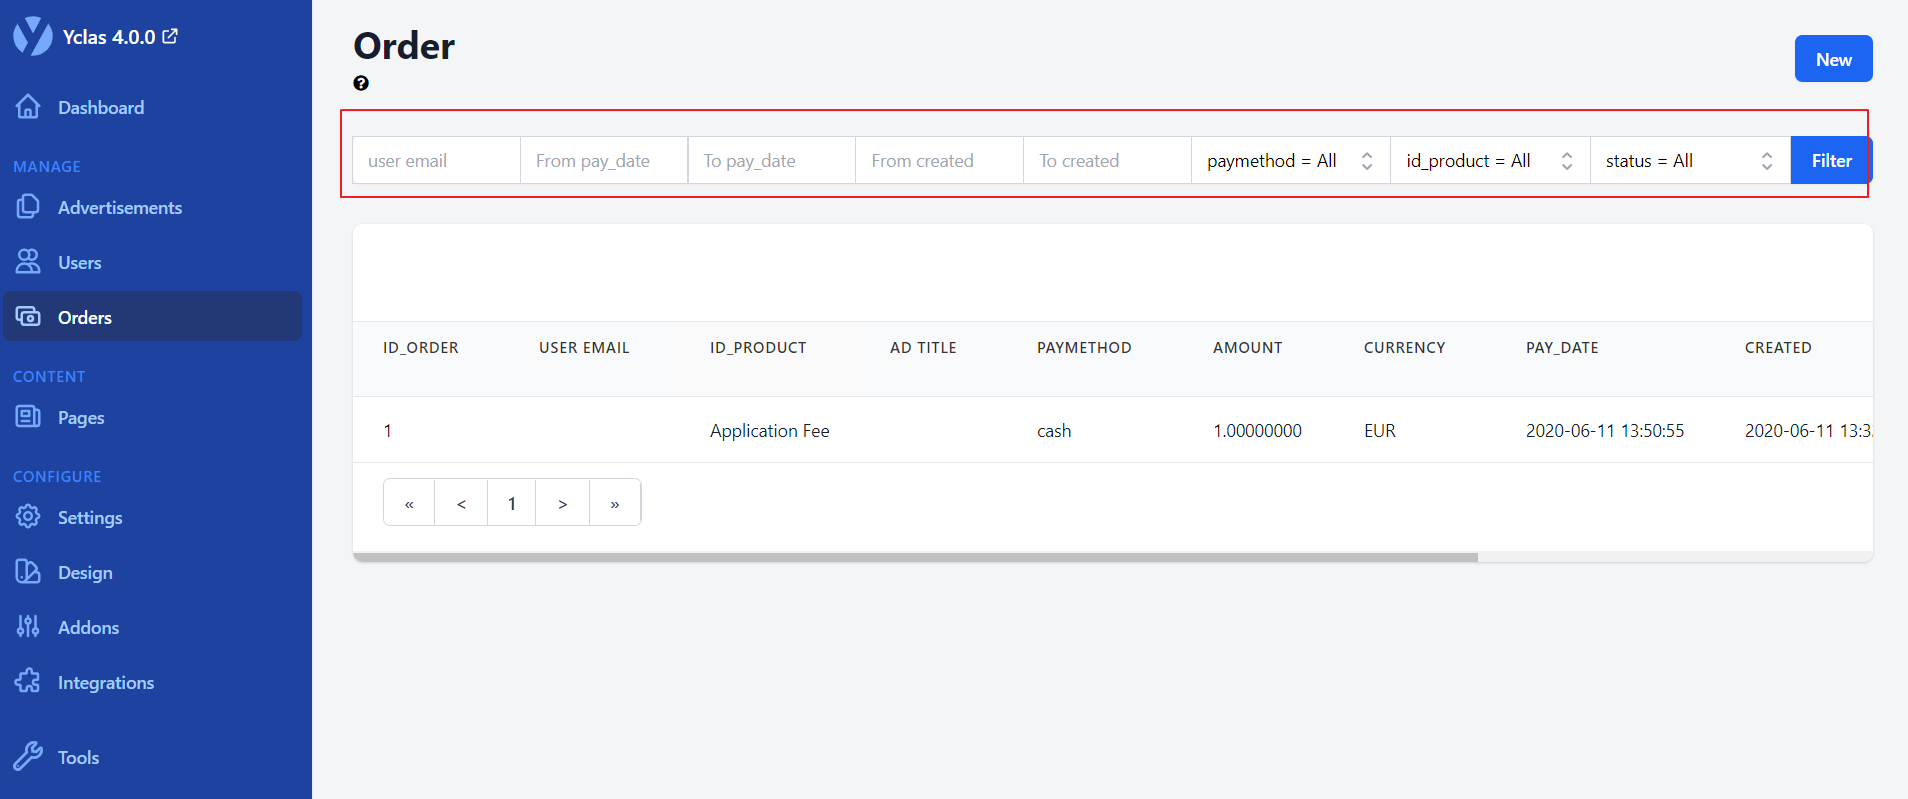 Yclas 4.0.0
Dashboard
MANAGE
Advertisements
Users
Orders
CONTENT
Pages
CONFIGURE
Settings
Design
Addons
Integrations
Tools
Order
?
New
user email From pay_date To pay_date From created To created paymethod = All id_product = All status = All Filter
ID_ORDER USER EMAIL ID_PRODUCT AD TITLE PAYMETHOD AMOUNT CURRENCY PAY_DATE CREATED
1 Application Fee cash 1.00000000 EUR 2020-06-11 13:50:55 2020-06-11 13:3
« < 1 > »